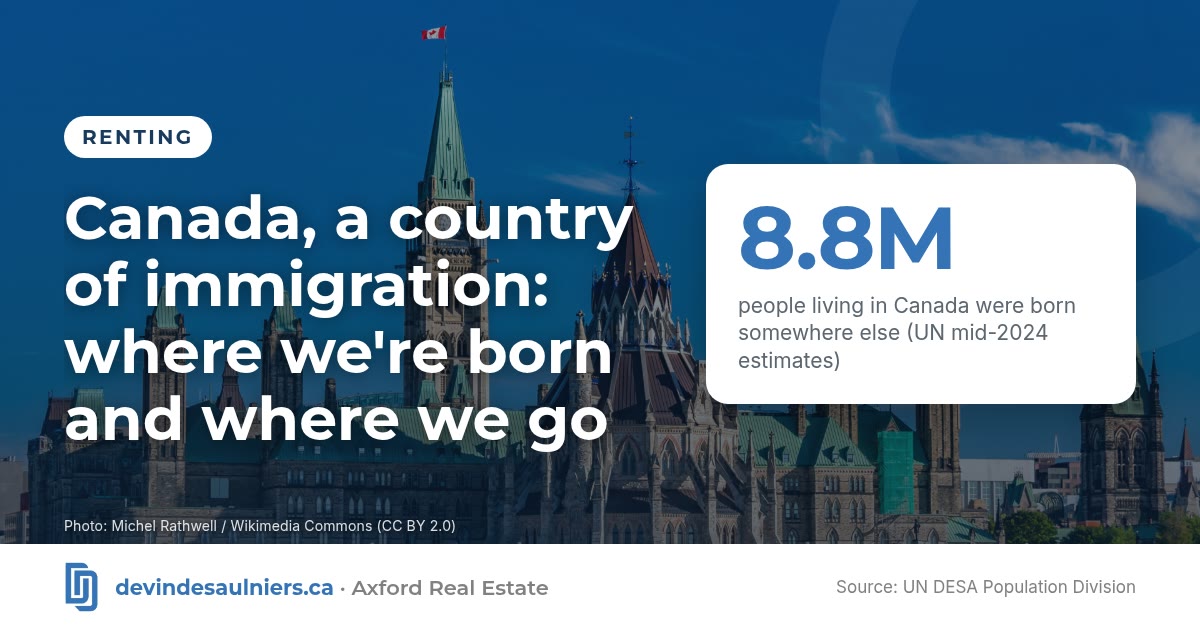 RENTING
Canada, a country
of immigration:
where we're born
and where we go
8.8M
people living in Canada were born
somewhere else (UN mid-2024
estimates)
Photo: Michel Rathwell / Wikimedia Commons (CC BY 2.0)
devindesaulniers.ca · Axford Real Estate
Source: UN DESA Population Division